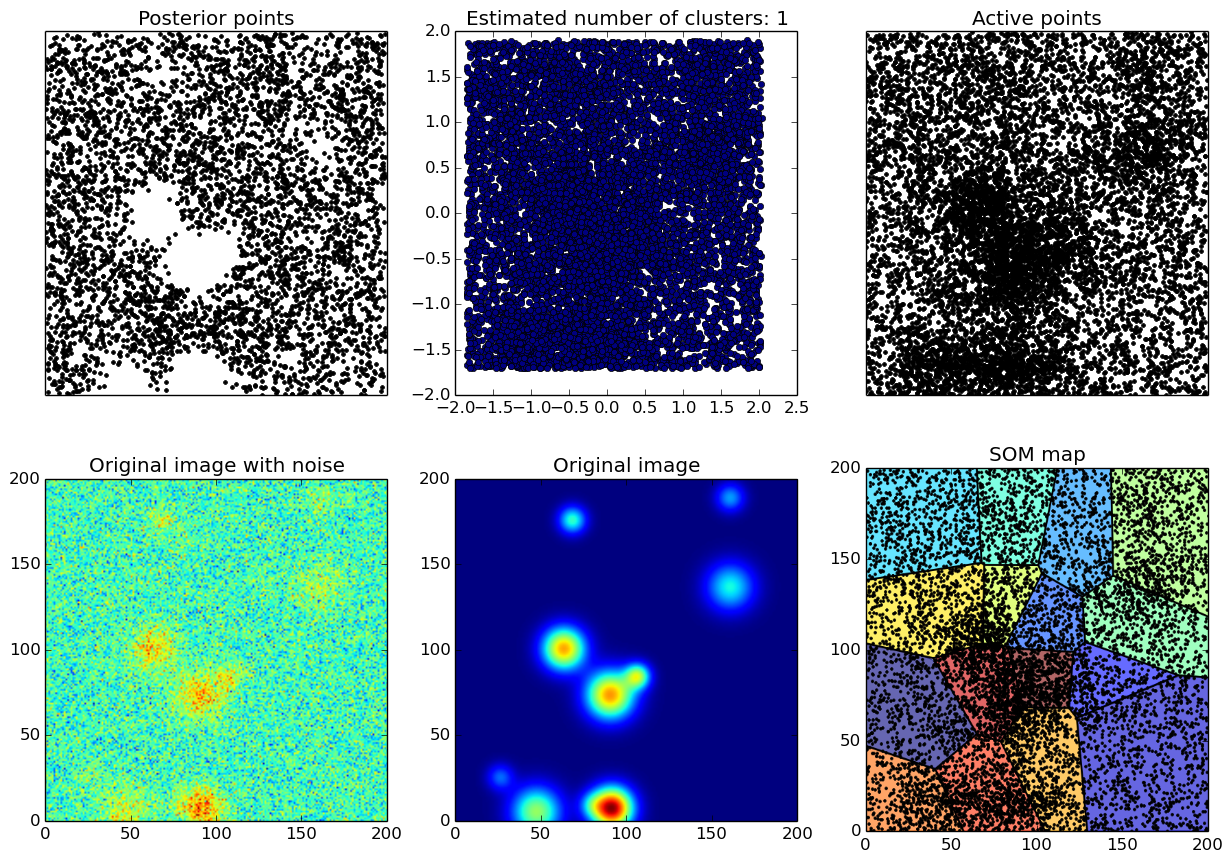 Posterior points
Estimated number of clusters: 1
Active points
2.0
1.5
1.0
0.5
0.0
−0.5
−1.0
−1.5
−2.0
−2.0 −1.5 −1.0 −0.5 0.0 0.5 1.0 1.5 2.0 2.5
Original image with noise
Original image
SOM map
200
150
100
50
0
0 50 100 150 200
200
150
100
50
0
0 50 100 150 200
200
150
100
50
0
0 50 100 150 200